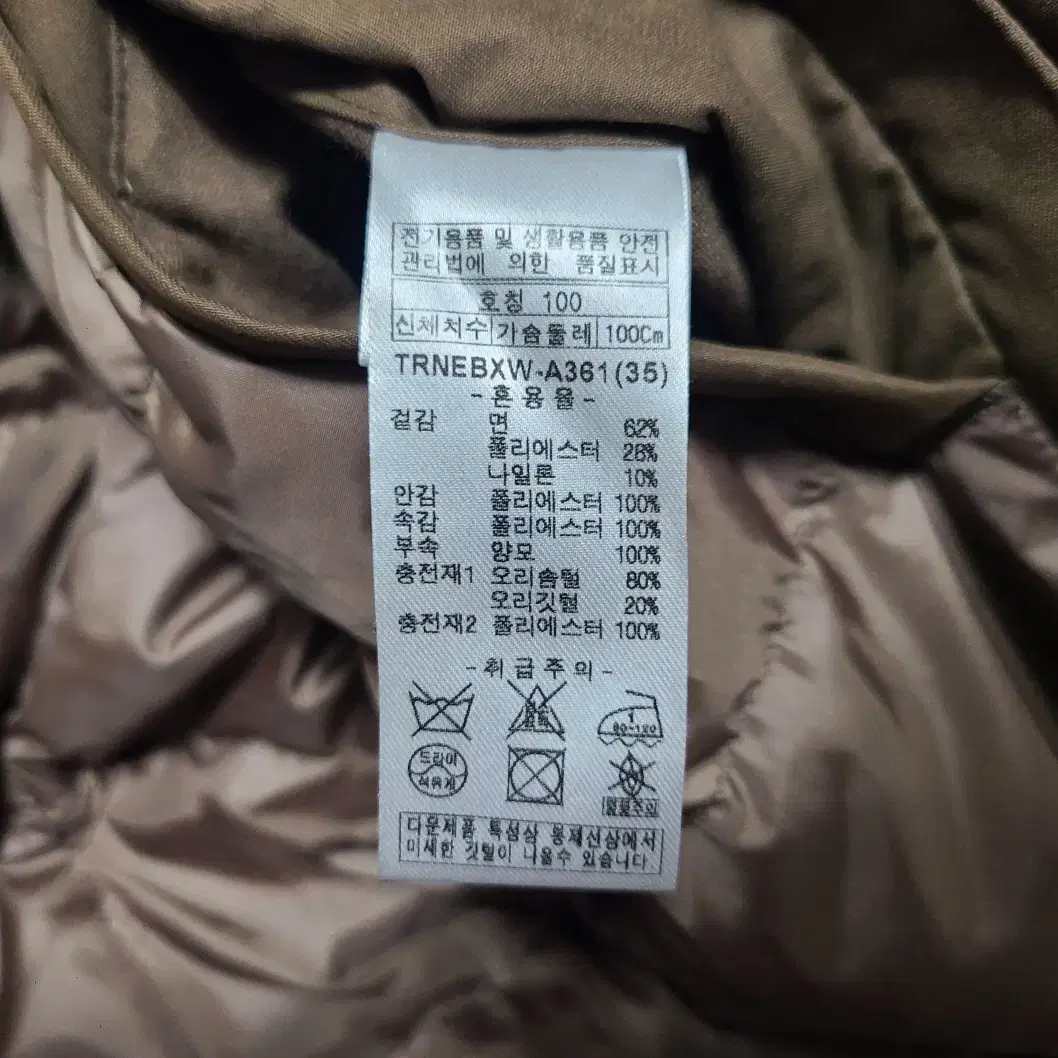 전기용품 및 생활용품 안전
관리법에 의한 품질표시
호칭 100
신체치수 가슴둘레 100Cm
TRNEBXW-A361(35)
-혼용율-
겉감 면 62%
폴리에스터 28%
나일론 10%
안감 폴리에스터 100%
속감 폴리에스터 100%
부속 양모 100%
충전재1 오리솜털 80%
오리깃털 20%
충전재2 폴리에스터 100%
-취급주의-
1
80~120
드라이
석유계
다운제품 특성상 봉제선상에서
미세한 깃털이 나올수 있습니다